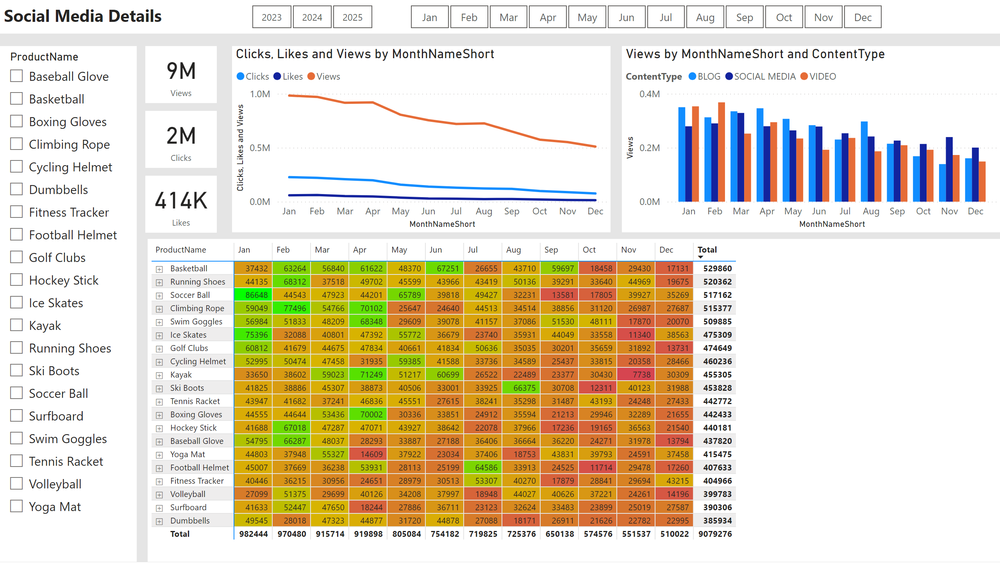 Social Media Details
2023 2024 2025
Jan Feb Mar Apr May Jun Jul Aug Sep Oct Nov Dec
ProductName
Baseball Glove
Basketball
Boxing Gloves
Climbing Rope
Cycling Helmet
Dumbbells
Fitness Tracker
Football Helmet
Golf Clubs
Hockey Stick
Ice Skates
Kayak
Running Shoes
Ski Boots
Soccer Ball
Surfboard
Swim Goggles
Tennis Racket
Volleyball
Yoga Mat
9M
Views
2M
Clicks
414K
Likes
Clicks, Likes and Views by MonthNameShort
Clicks Likes Views
Clicks, Likes and Views
1.0M
0.5M
0.0M
Jan Feb Mar Apr May Jun Jul Aug Sep Oct Nov Dec
MonthNameShort
Views by MonthNameShort and ContentType
ContentType BLOG SOCIAL MEDIA VIDEO
Views
0.4M
0.2M
0.0M
Jan Feb Mar Apr May Jun Jul Aug Sep Oct Nov Dec
MonthNameShort
ProductName Jan Feb Mar Apr May Jun Jul Aug Sep Oct Nov Dec Total
Basketball 37432 63264 56840 61622 48370 67251 26655 43710 59697 18458 29430 17131 529860
Running Shoes 44135 68312 37518 49702 45599 43966 43419 50136 39291 33640 44969 19675 520362
Soccer Ball 86648 44543 47923 44201 65789 39818 49427 32231 13581 17805 39927 35269 517162
Climbing Rope 59049 77496 54766 70102 25647 24640 44513 34514 38856 31120 26987 27687 515377
Swim Goggles 56984 51833 48209 68348 29609 39078 41157 37086 51530 48111 17870 20070 509885
Ice Skates 75396 32088 40801 47392 55772 36679 23740 35931 44049 33558 11340 38563 475309
Golf Clubs 60812 41679 44675 47834 40661 41834 50636 35035 30201 35659 31892 13731 474649
Cycling Helmet 52995 50474 47458 31935 59385 41588 33736 34589 25437 33815 20358 28466 460236
Kayak 33650 38602 59023 71249 51217 60699 26522 22489 23377 30430 7738 30309 455305
Ski Boots 41825 38886 45307 38873 40506 33001 33925 66375 30708 12311 40123 31988 453828
Tennis Racket 43947 41682 37241 46836 45551 27615 38241 35298 31487 43193 24248 27433 442772
Boxing Gloves 44555 44644 53436 70002 30336 33851 24912 35594 21213 29946 32289 21655 442433
Hockey Stick 41688 67018 47287 47071 43927 38642 22078 37966 17236 19165 36563 21540 440181
Baseball Glove 54795 66287 48037 28293 33887 27188 36406 36664 36220 24271 31978 13794 437820
Yoga Mat 44803 37948 55327 14609 37922 23034 37406 18753 43831 39793 24591 37458 415475
Football Helmet 45007 37669 36238 53931 28113 25199 64586 33913 24525 11714 29478 17260 407633
Fitness Tracker 40446 36215 30956 24651 28979 30513 53307 40270 17879 28841 29694 43215 404966
Volleyball 27099 51375 29699 40126 34208 37997 18948 44027 40626 37221 24261 14196 399783
Surfboard 41633 52447 47650 18244 27886 36711 23123 32624 33483 23899 25019 27587 390306
Dumbbells 49545 28018 47323 44877 31720 44878 27088 18171 26911 21626 22782 22995 385934
Total 982444 970480 915714 919898 805084 754182 719825 725376 650138 574576 551537 510022 9079276